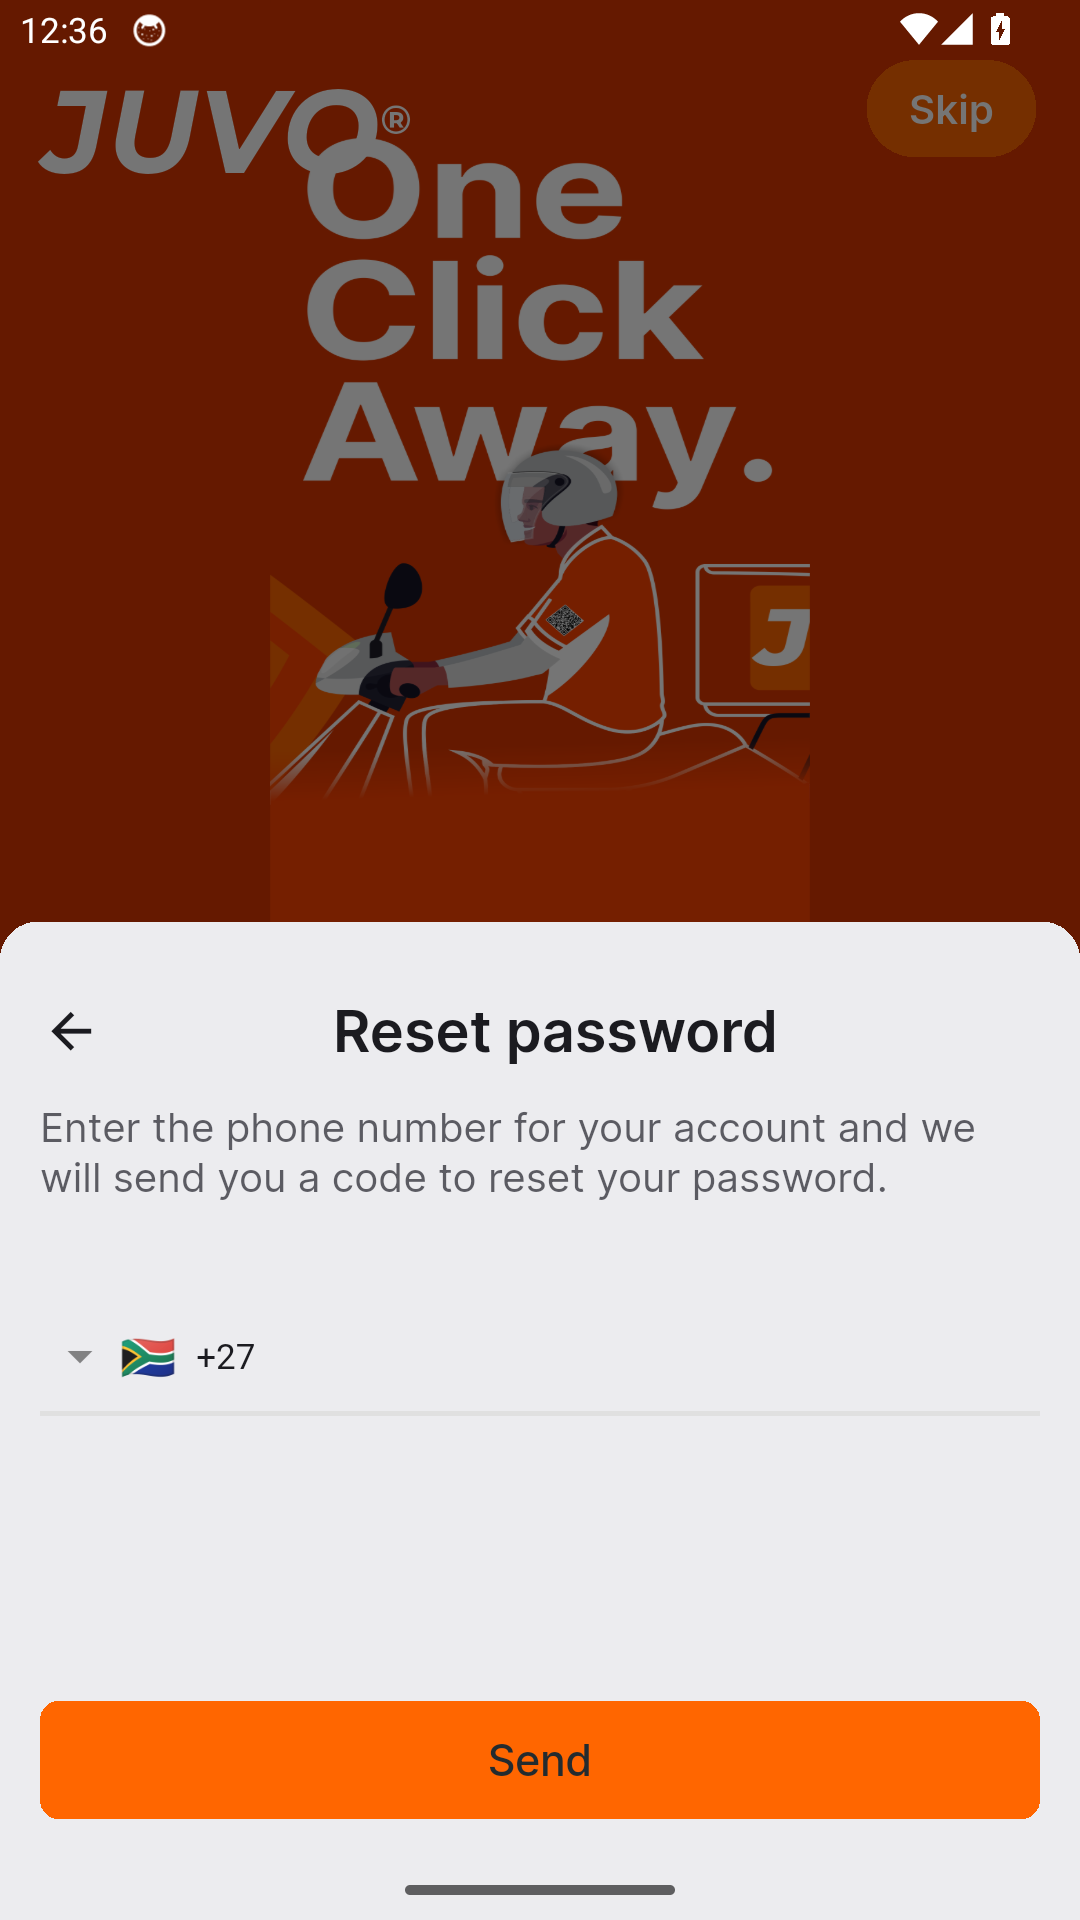 12:36
JUVO®
Skip
One
Click
Away.
J
Reset password
Enter the phone number for your account and we
will send you a code to reset your password.
+27
Send